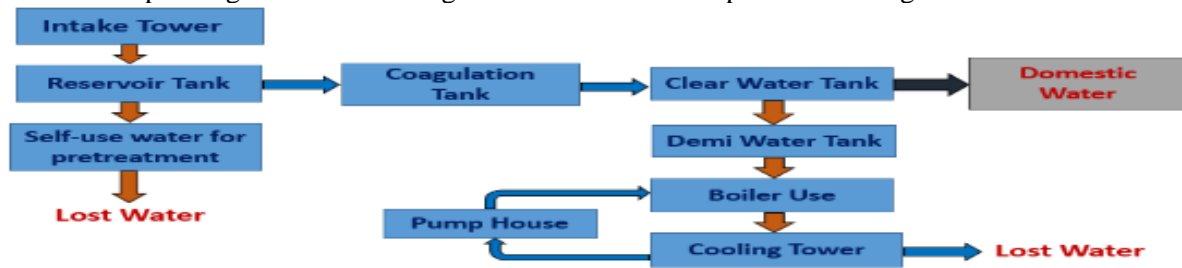 Intake Tower
Reservoir Tank
Coagulation
Tank
Clear Water Tank
Domestic
Water
Self-use water for
pretreatment
Demi Water Tank
Lost Water
Boiler Use
Pump House
Cooling Tower
Lost Water